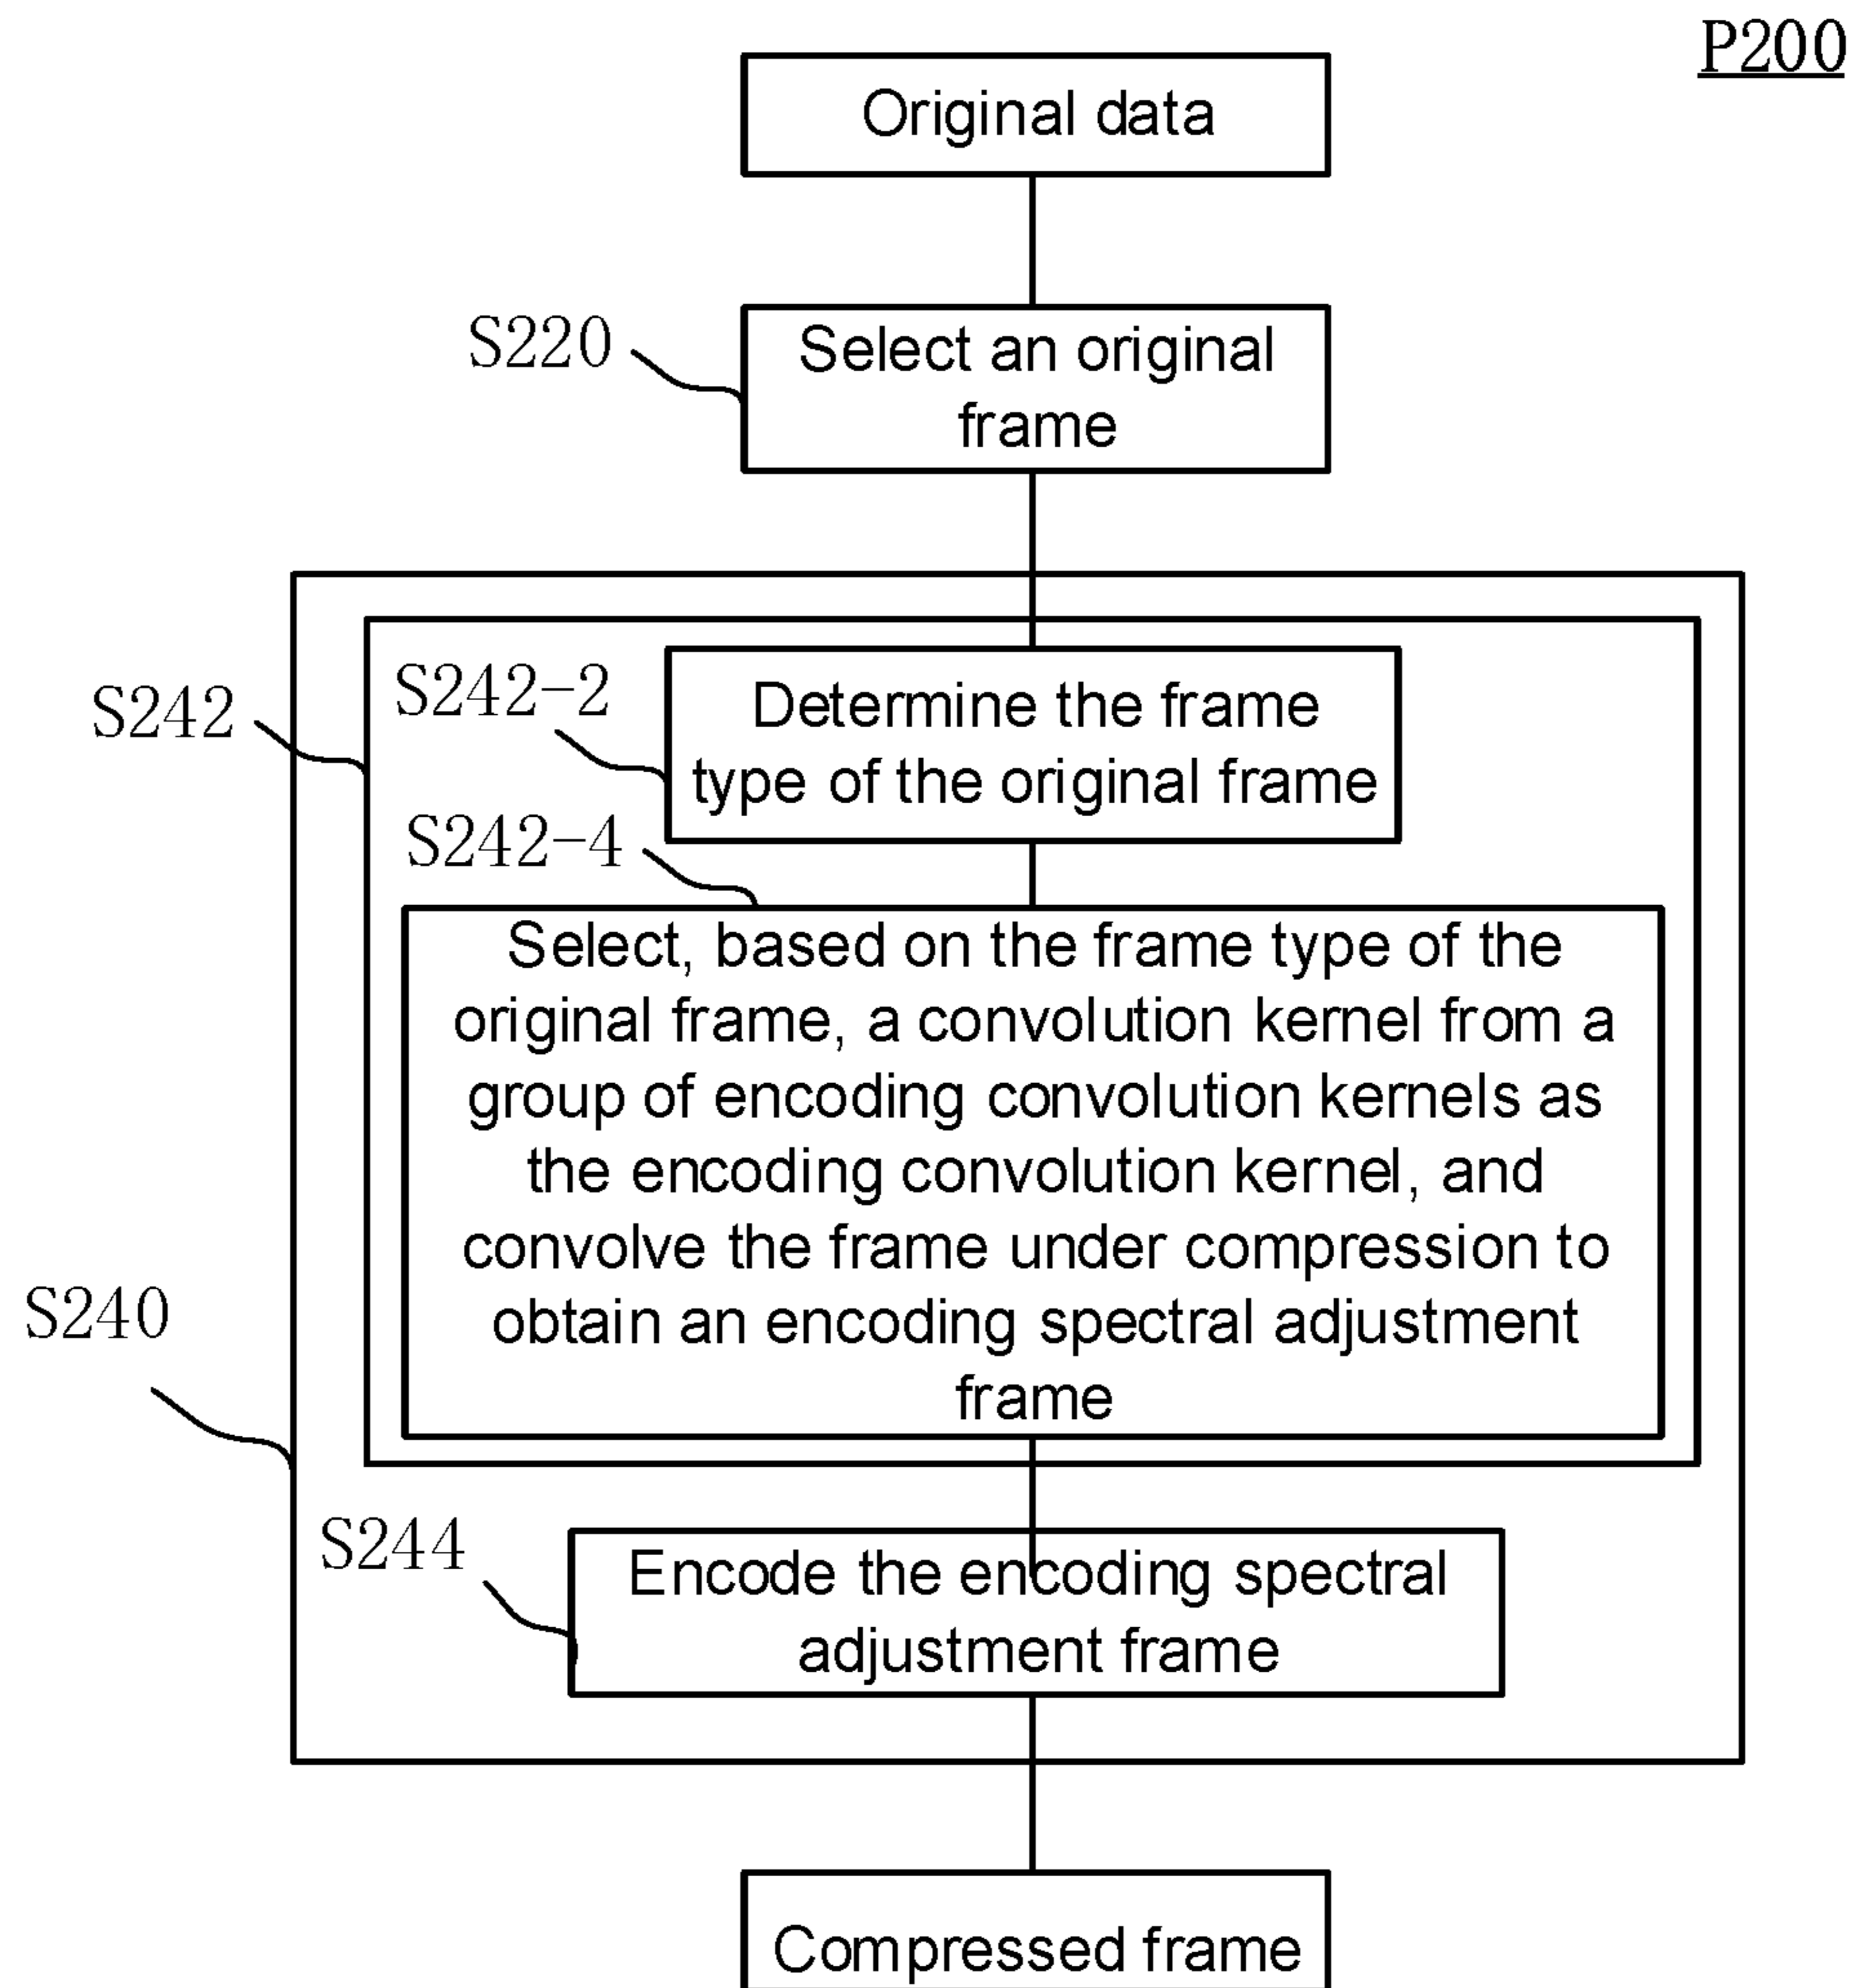 P200
Original data
S220
Select an original
frame
S242
S242-2
Determine the frame
type of the original frame
S242-4
Select, based on the frame type of the
original frame, a convolution kernel from a
group of encoding convolution kernels as
the encoding convolution kernel, and
convolve the frame under compression to
obtain an encoding spectral adjustment
frame
S240
S244
Encode the encoding spectral
adjustment frame
Compressed frame